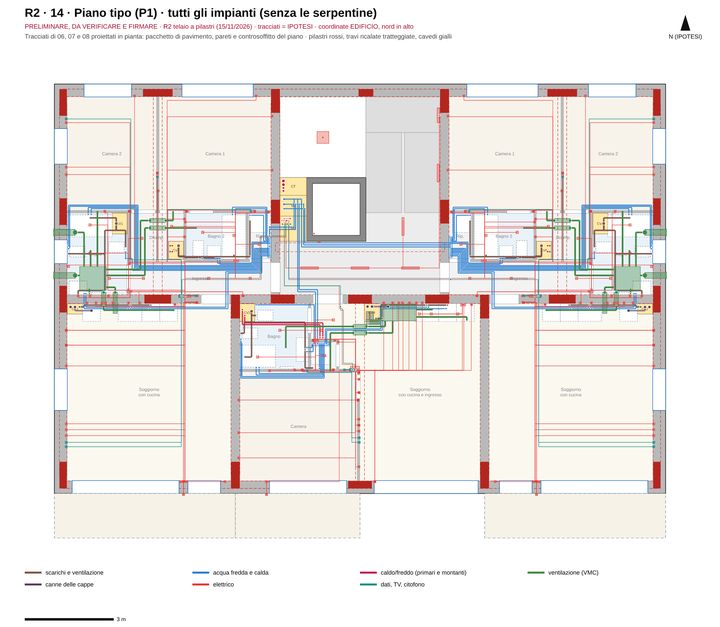 R2 · 14 · Piano tipo (P1) · tutti gli impianti (senza le serpentine)
PRELIMINARE, DA VERIFICARE E FIRMARE · R2 telaio a pilastri (15/11/2026) · tracciati = IPOTESI · coordinate EDIFICIO, nord in alto
Tracciati di 06, 07 e 08 proiettati in pianta: pacchetto di pavimento, pareti e controsoffitto del piano · pilastri rossi, travi ricalate tratteggiate, cavedi gialli
N (IPOTESI)
Camera 2
Camera 1
Camera 1
Camera 2
CT
Bagno 2
Ingresso
Bagno
Soggiorno
con cucina
Soggiorno
con cucina e ingresso
Soggiorno
con cucina
Camera
scarichi e ventilazione
acqua fredda e calda
caldo/freddo (primari e montanti)
ventilazione (VMC)
canne delle cappe
elettrico
dati, TV, citofono
3 m